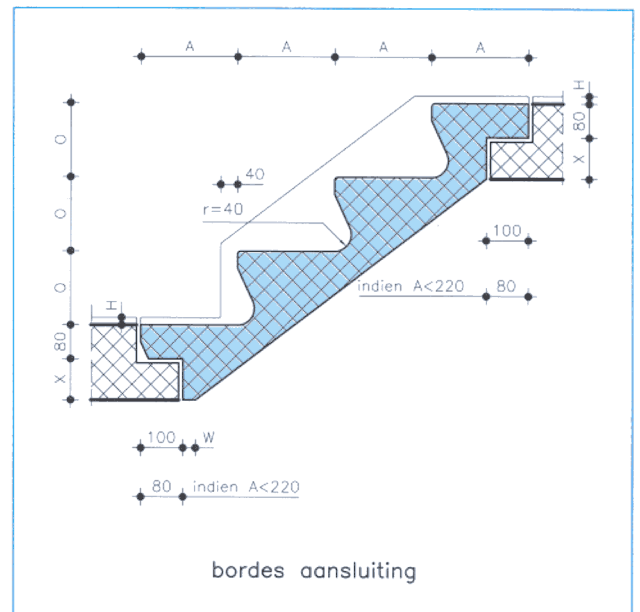 A A A A
H
80
X
O
O
O
40
r=40
100
indien A<220 80
H
80
X
100 W
80 indien A<220
bordes aansluiting